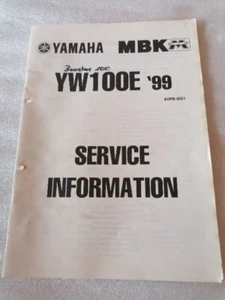 YAMAHA MBK
Booster 100
YW100E '99
SERVICE
INFORMATION